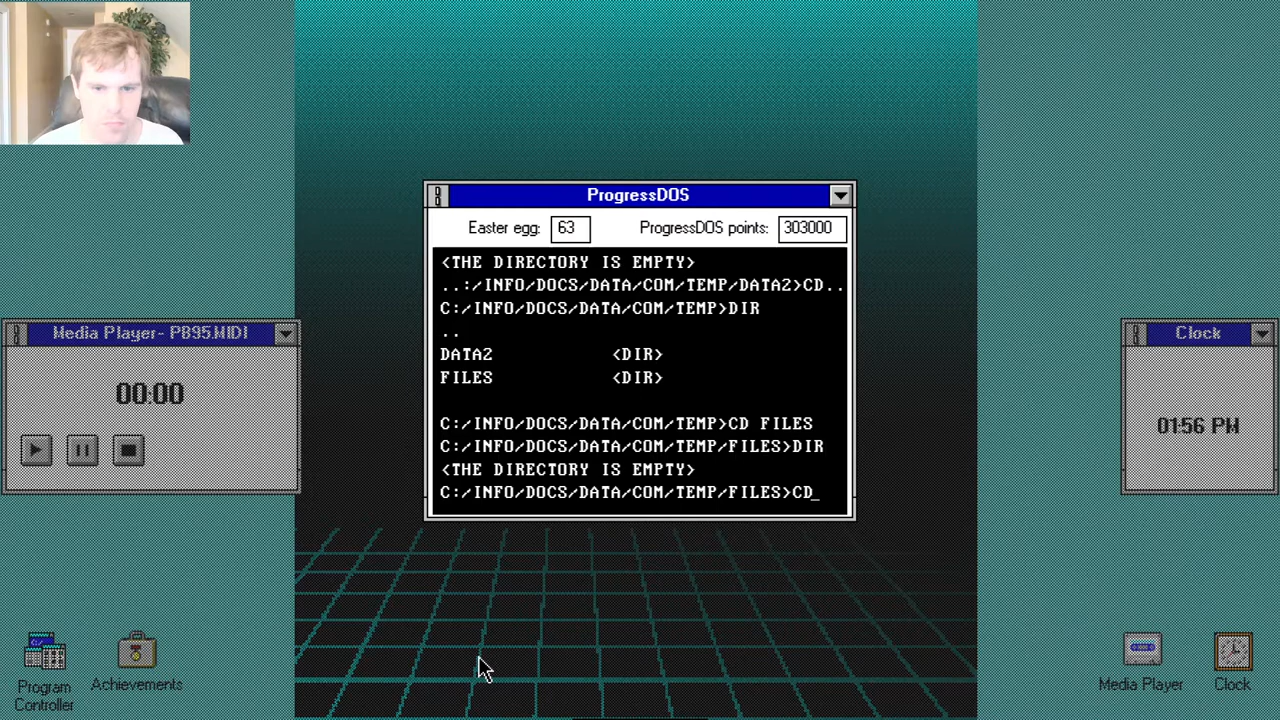 ProgressDOS
Easter egg: 63 ProgressDOS points: 303000
<THE DIRECTORY IS EMPTY>
..:/INFO/DOCS/DATA/COM/TEMP/DATA2>CD..
C:/INFO/DOCS/DATA/COM/TEMP>DIR
..
DATA2 <DIR>
FILES <DIR>
C:/INFO/DOCS/DATA/COM/TEMP>CD FILES
C:/INFO/DOCS/DATA/COM/TEMP/FILES>DIR
<THE DIRECTORY IS EMPTY>
C:/INFO/DOCS/DATA/COM/TEMP/FILES>CD_
Media Player- PB95.MIDI
00:00
Clock
01:56 PM
Program
Controller
Achievements
Media Player
Clock